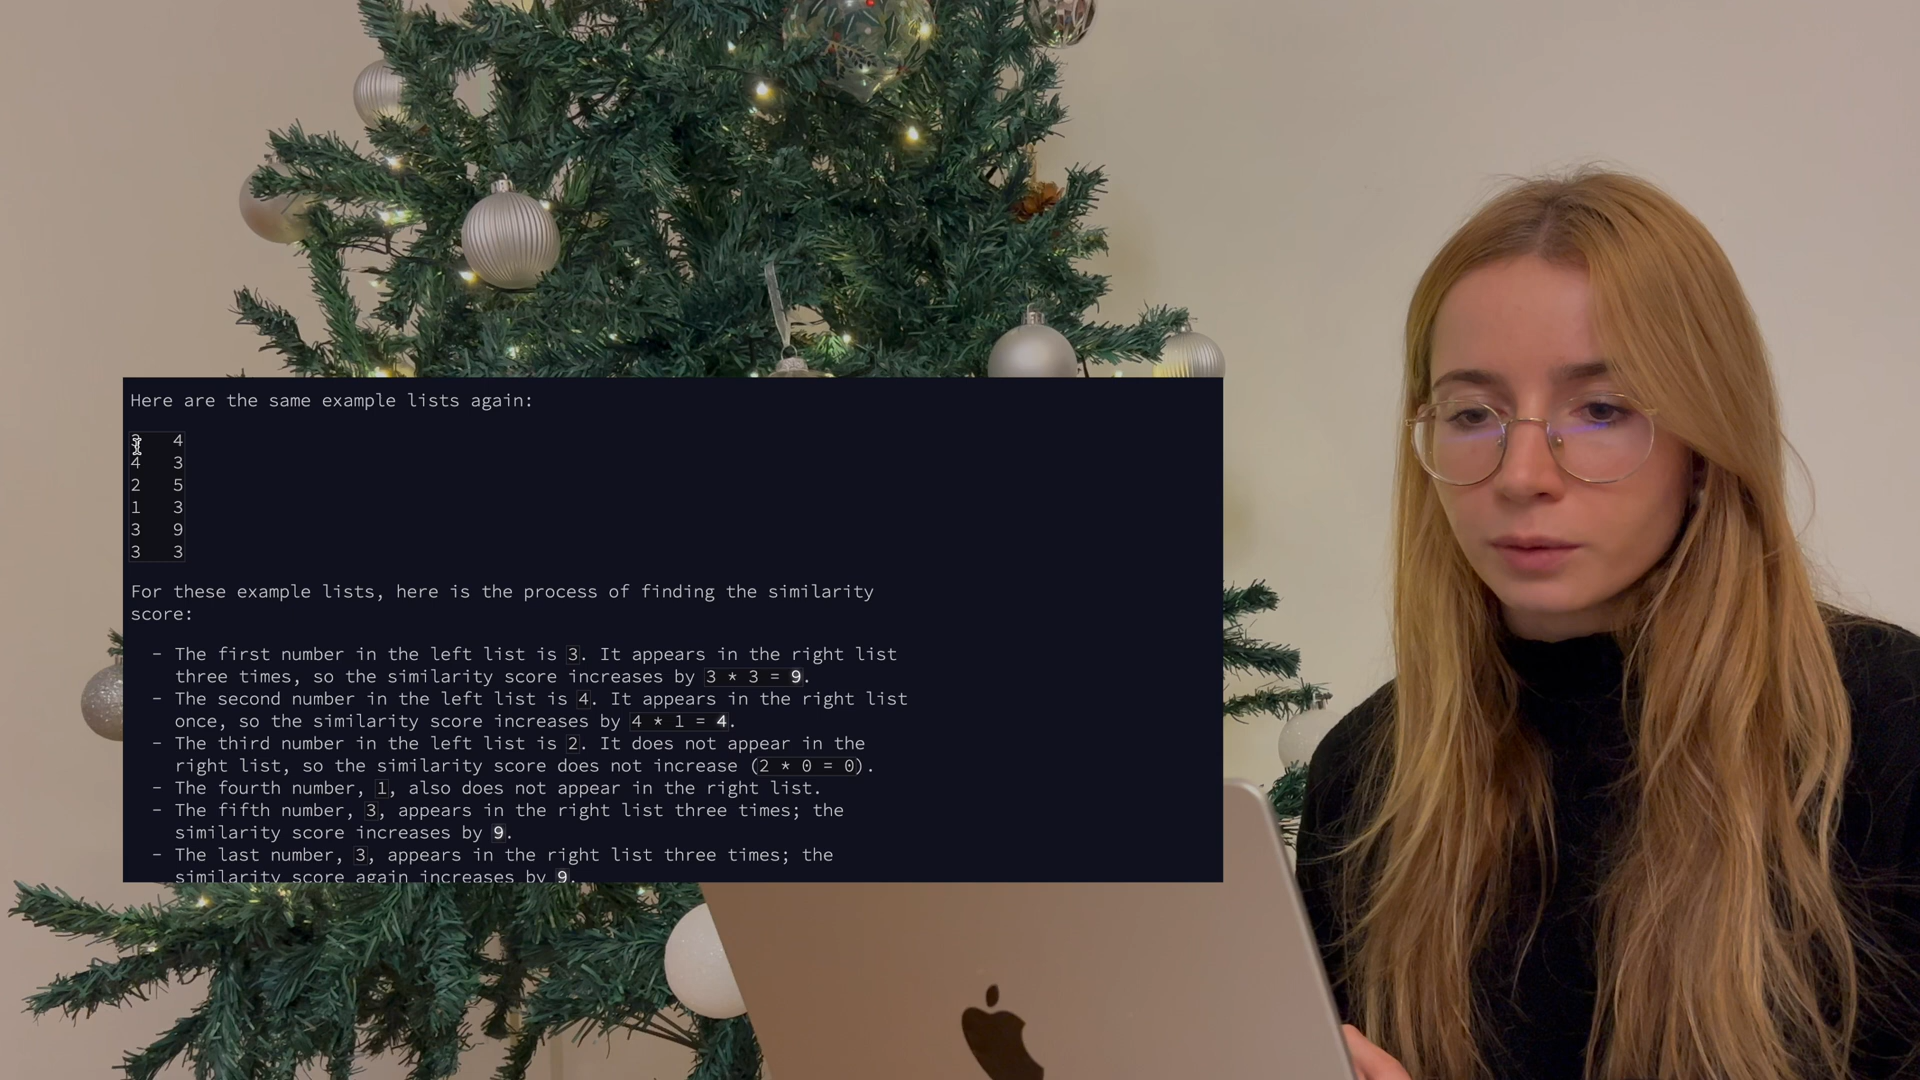 Here are the same example lists again:
3 4
4 3
2 5
1 3
3 9
3 3
For these example lists, here is the process of finding the similarity
score:
- The first number in the left list is 3. It appears in the right list
three times, so the similarity score increases by 3 * 3 = 9.
- The second number in the left list is 4. It appears in the right list
once, so the similarity score increases by 4 * 1 = 4.
- The third number in the left list is 2. It does not appear in the
right list, so the similarity score does not increase (2 * 0 = 0).
- The fourth number, 1, also does not appear in the right list.
- The fifth number, 3, appears in the right list three times; the
similarity score increases by 9.
- The last number, 3, appears in the right list three times; the
similarity score again increases by 9.